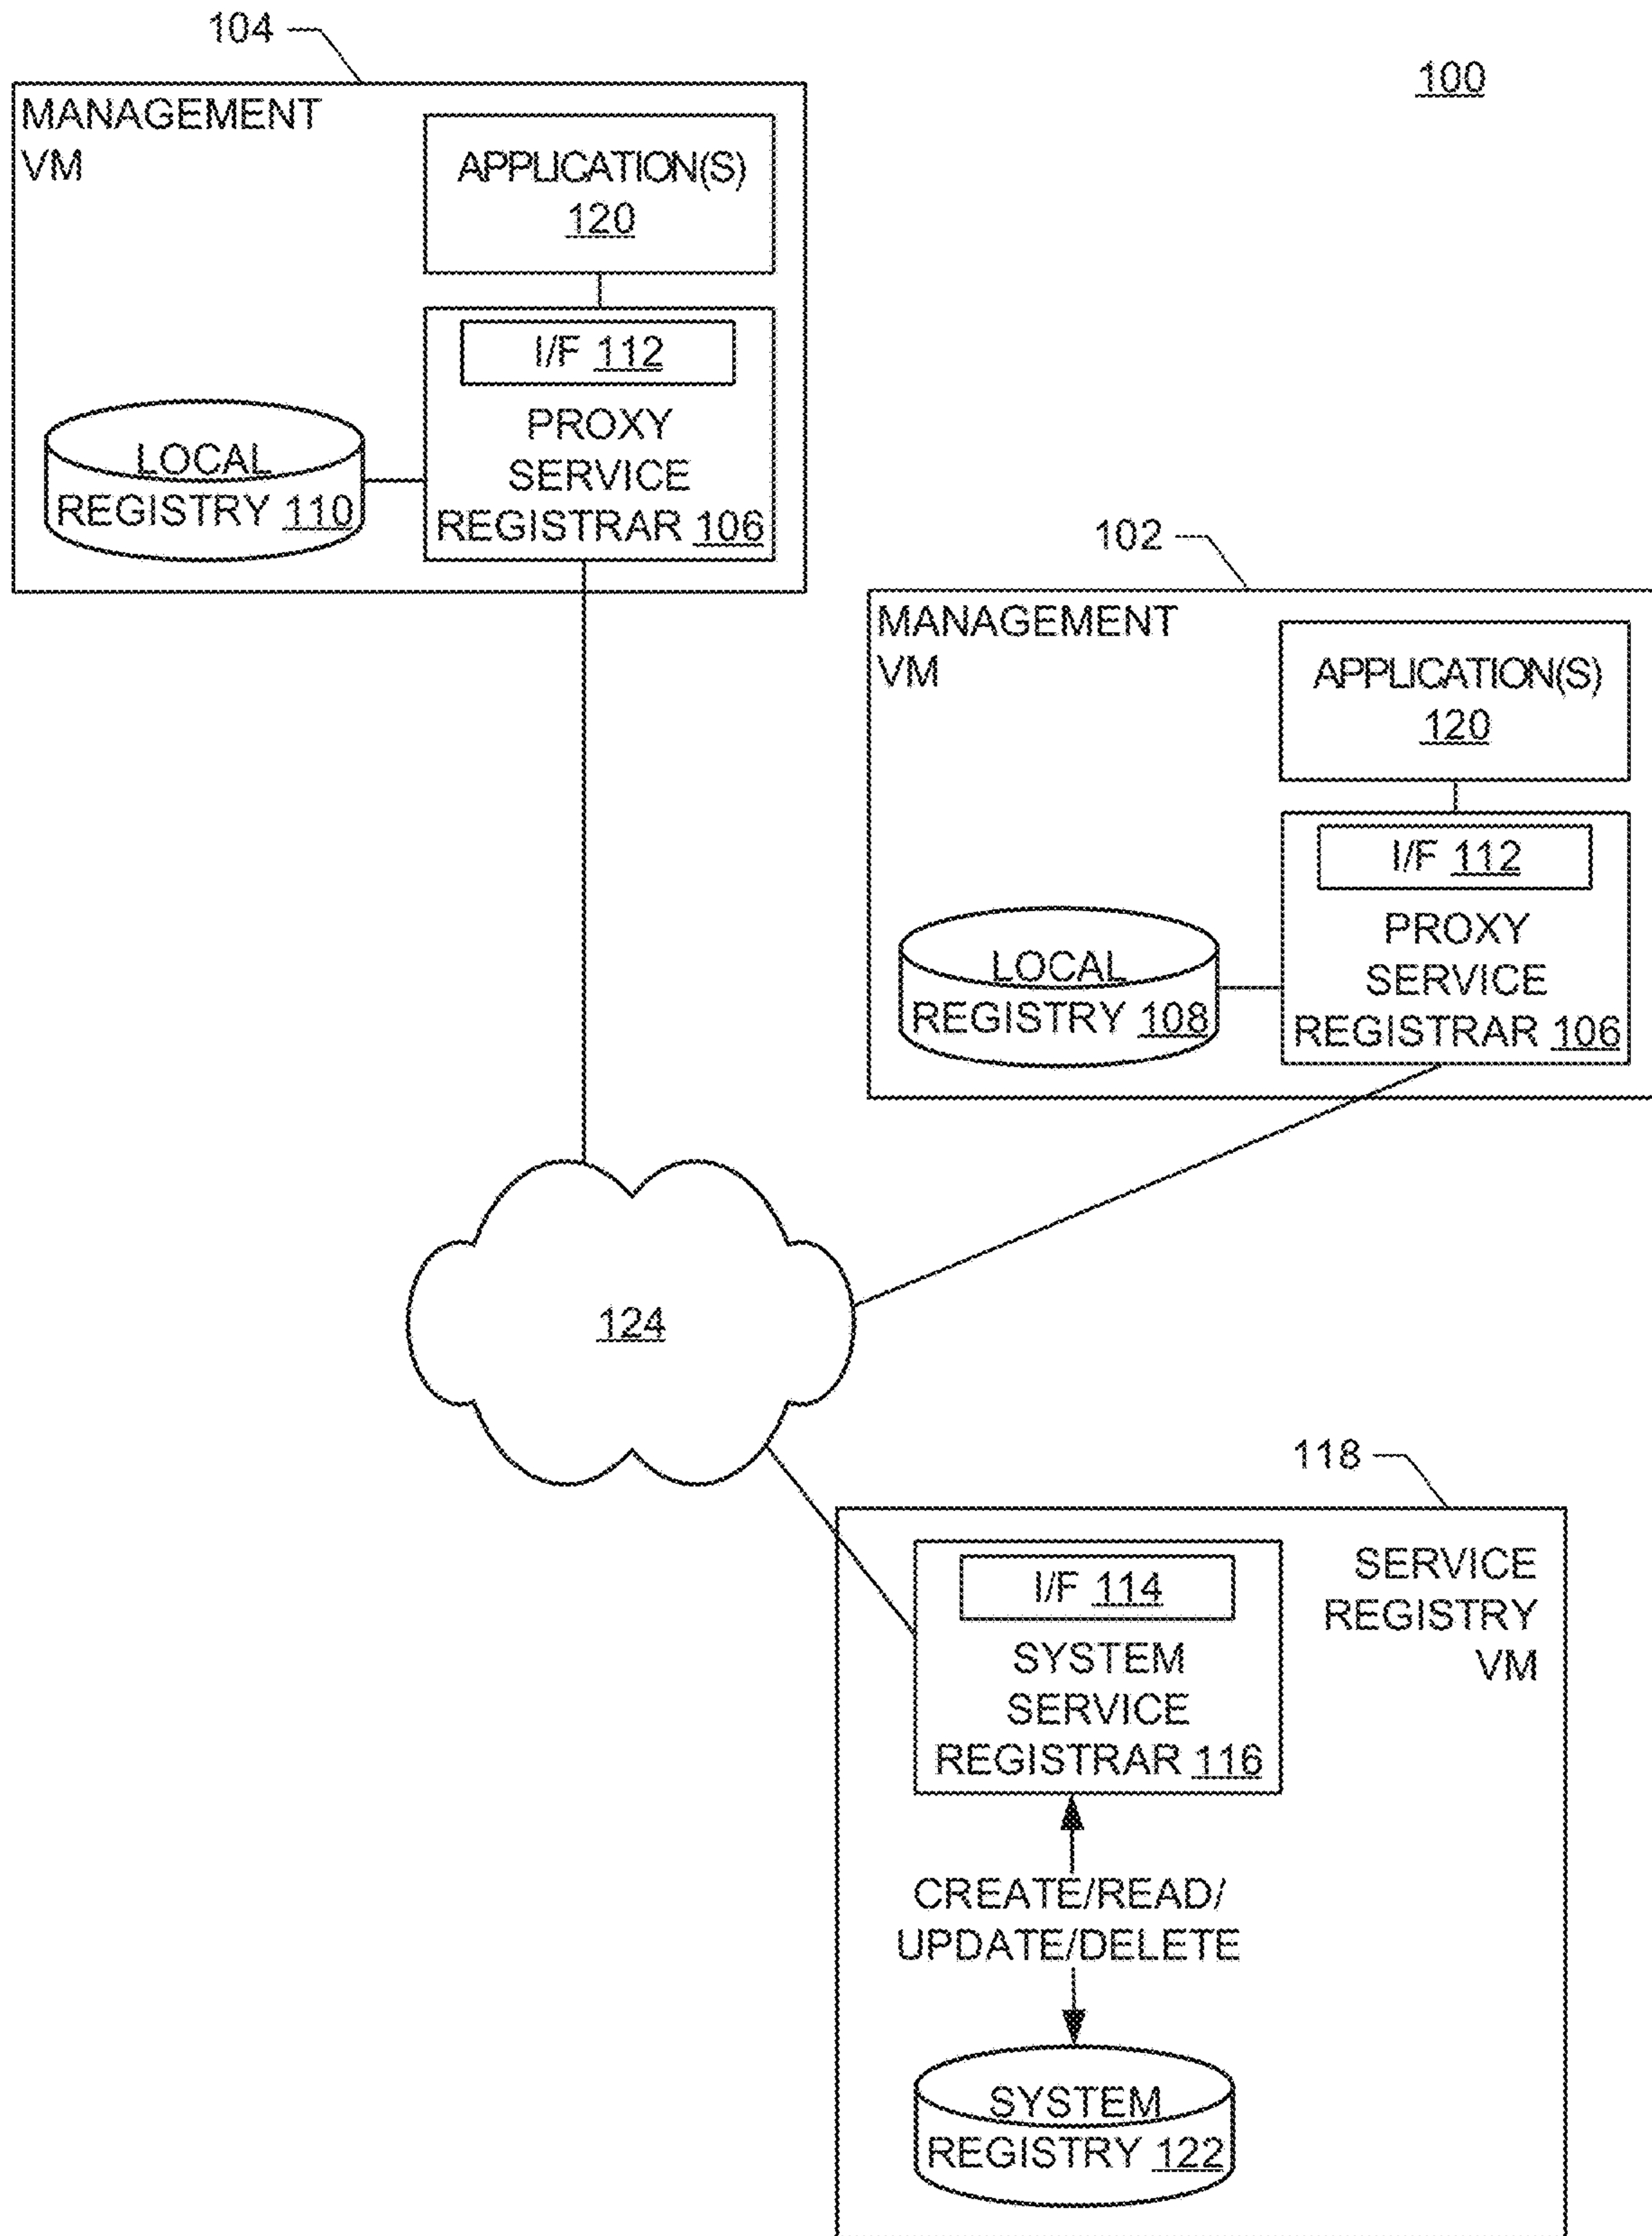 104
100
MANAGEMENT
VM
APPLICATION(S)
120
I/F 112
PROXY
SERVICE
REGISTRAR 106
LOCAL
REGISTRY 110
102
MANAGEMENT
VM
APPLICATION(S)
120
I/F 112
PROXY
SERVICE
REGISTRAR 106
LOCAL
REGISTRY 108
124
118
SERVICE
REGISTRY
VM
I/F 114
SYSTEM
SERVICE
REGISTRAR 116
CREATE/READ/
UPDATE/DELETE
SYSTEM
REGISTRY 122